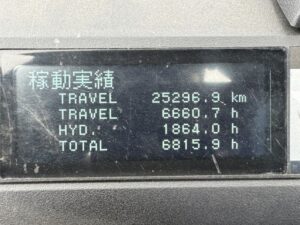 稼動実績
TRAVEL 25296.9 km
TRAVEL 6660.7 h
HYD. 1864.0 h
TOTAL 6815.9 h